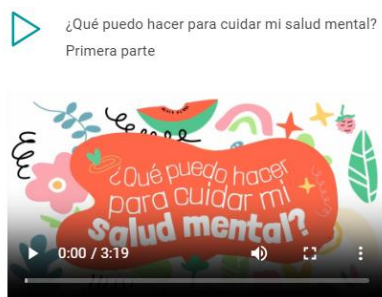 ¿Qué puedo hacer para cuidar mi salud mental?
Primera parte
¿Qué puedo hacer
para cuidar mi
salud mental?
0:00 / 3:19